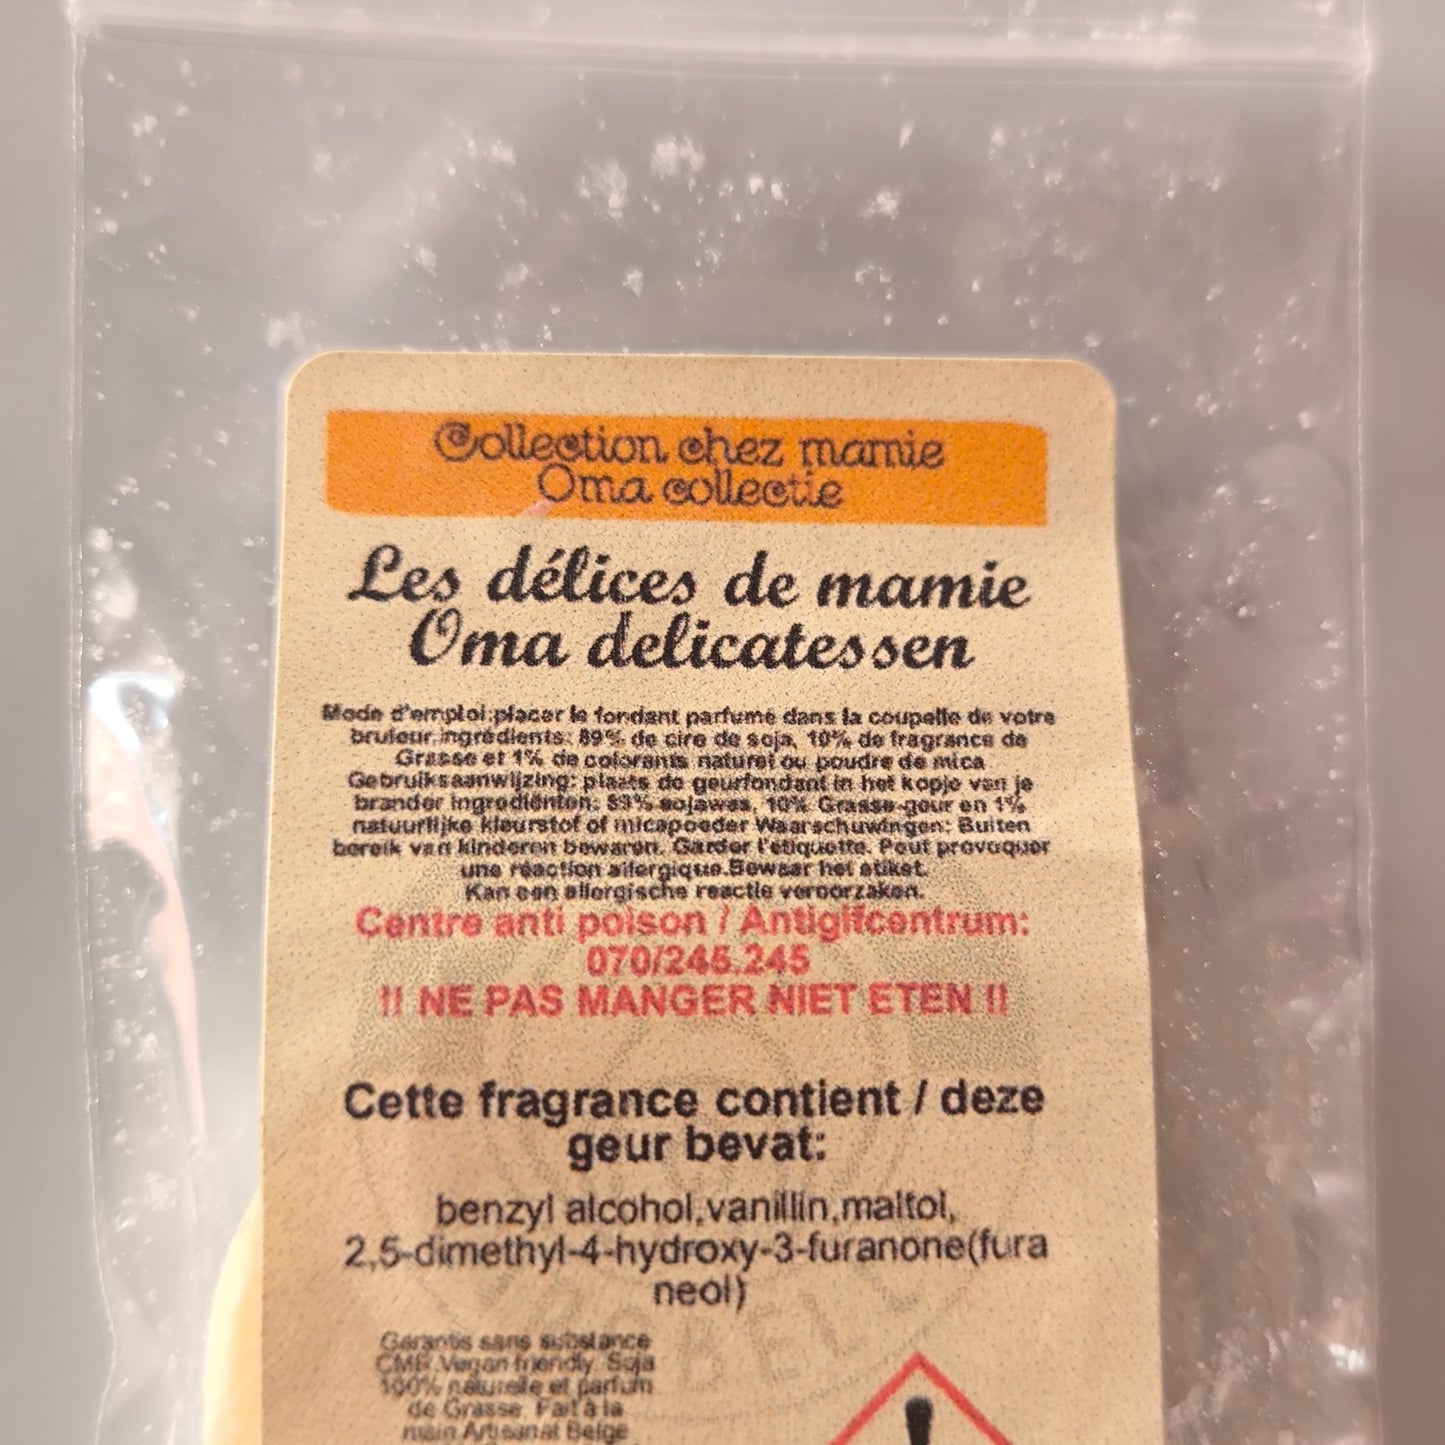 Collection chez mamie
Oma collectie
Les délices de mamie
Oma delicatessen
Mode d'emploi:placer le fondant parfumé dans la coupelle de votre
bruleur.ingrédients: 89% de cire de soja, 10% de fragrance de
Grasse et 1% de colorants naturel ou poudre de mica
Gebruiksaanwijzing: plaats de geurfondant in het kopje van je
brander ingrediënten: 89% sojawas, 10% Grasse-geur en 1%
natuurlijke kleurstof of micapoeder Waarschuwingen: Buiten
bereik van kinderen bewaren. Garder l'étiquette. Peut provoquer
une réaction allergique.Bewaar het etiket.
Kan een allergische reactie veroorzaken.
Centre anti poison / Antigifcentrum:
070/245.245
!! NE PAS MANGER NIET ETEN !!
Cette fragrance contient / deze
geur bevat:
benzyl alcohol,vanillin,maltol,
2,5-dimethyl-4-hydroxy-3-furanone(fura
neol)
Garantis sans substance
CMR.Vegan friendly. Soja
100% naturelle et parfum
de Grasse. Fait à la
main Artisanat Belge